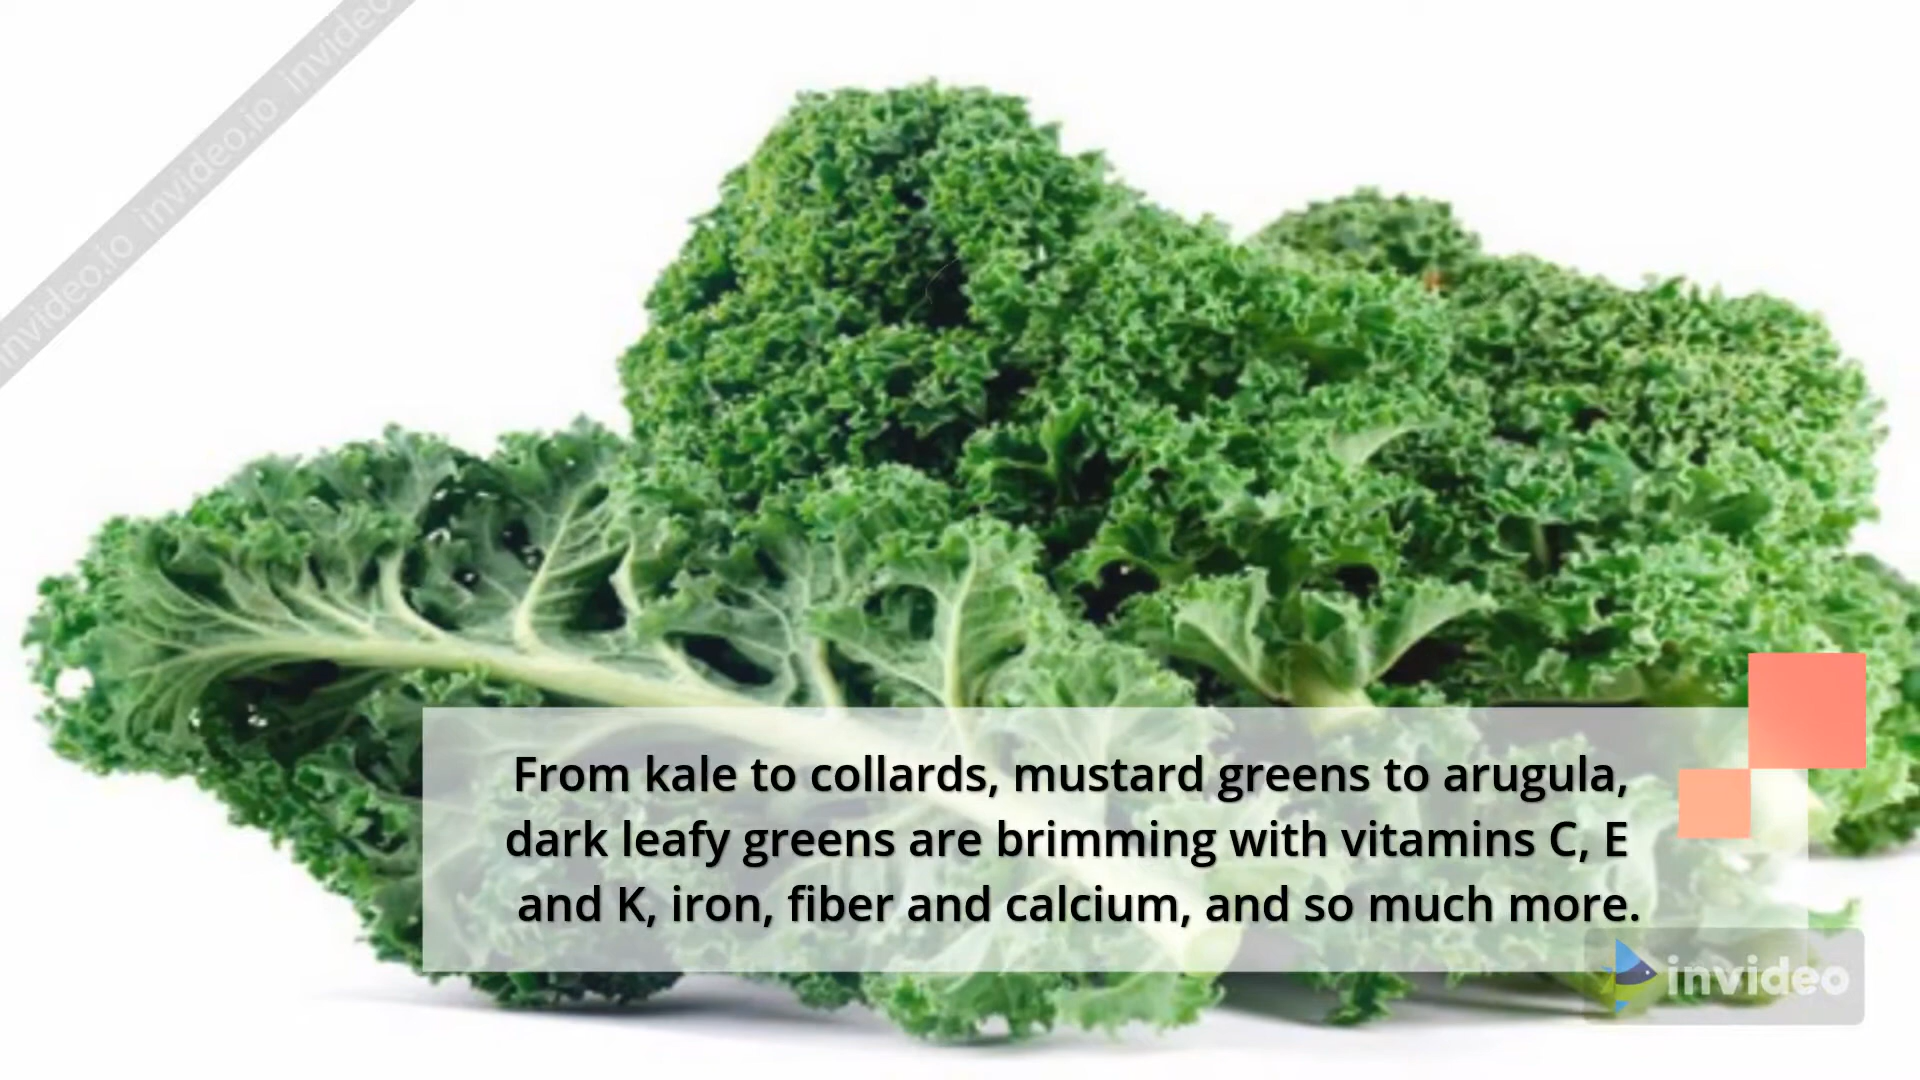 invideo.io invideo.io invideo
From kale to collards, mustard greens to arugula,
dark leafy greens are brimming with vitamins C, E
and K, iron, fiber and calcium, and so much more.
invideo